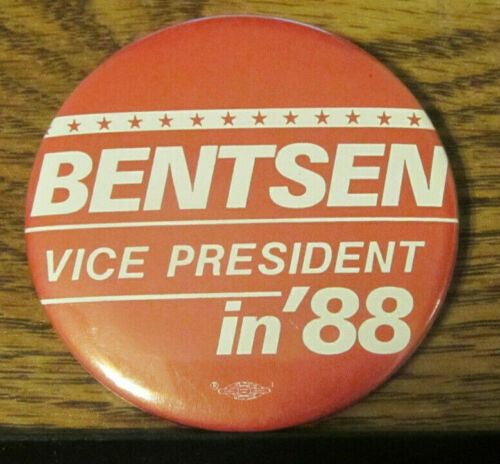 BENTSEN
VICE PRESIDENT
in '88
®